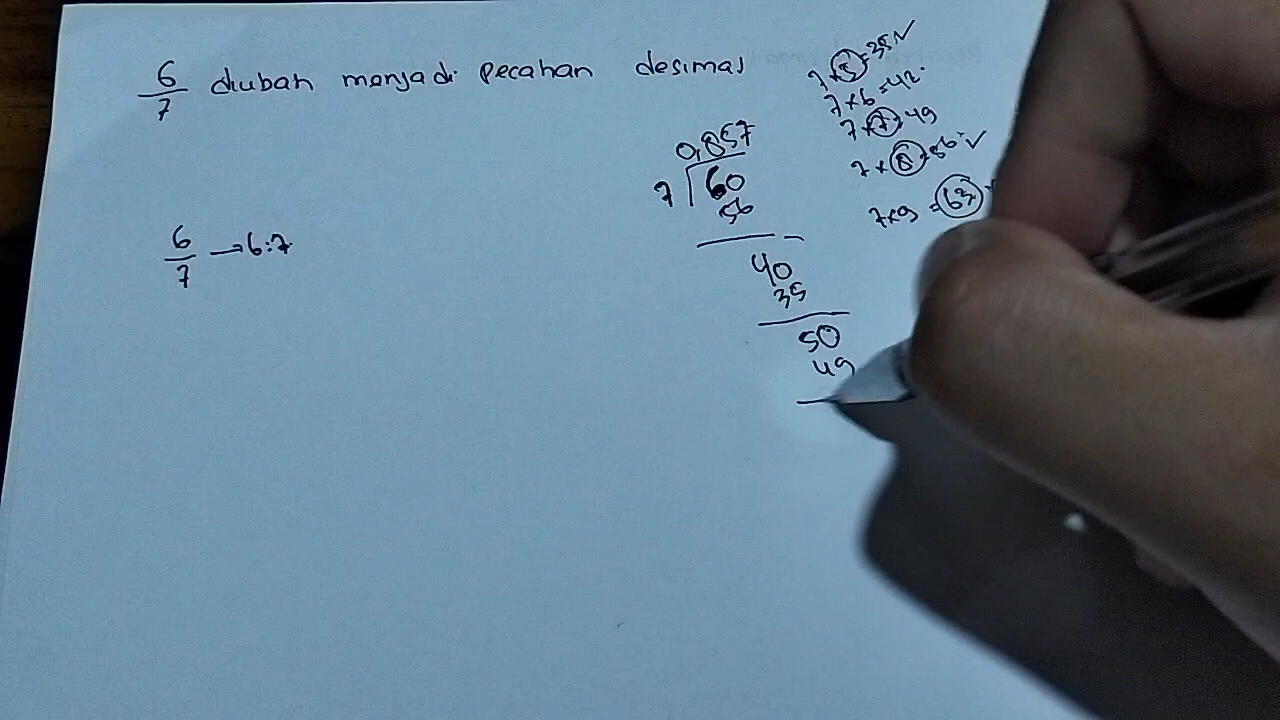 6/7 diubah menjadi pecahan desimal
6/7 → 6:7
0,857
7 60
56
40
35
50
49
7 × 5 = 35 ✓
7 × 6 = 42
7 × 7 = 49
7 × 8 = 56 ✓
7 × 9 = 63